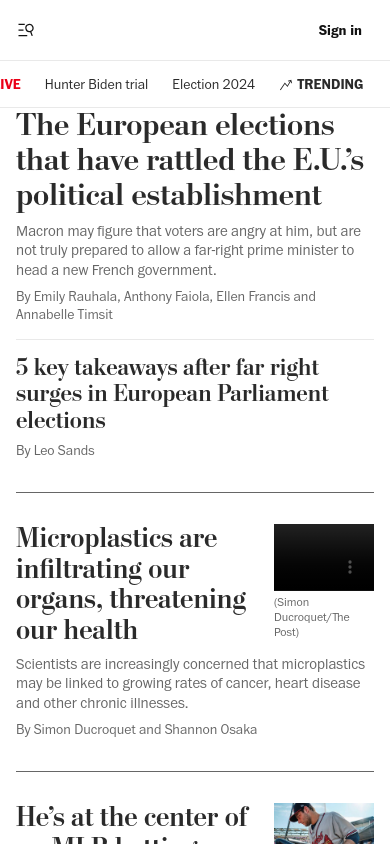 Sign in
IVE Hunter Biden trial Election 2024 TRENDING
The European elections
that have rattled the E.U.’s
political establishment
Macron may figure that voters are angry at him, but are
not truly prepared to allow a far-right prime minister to
head a new French government.
By Emily Rauhala, Anthony Faiola, Ellen Francis and
Annabelle Timsit
5 key takeaways after far right
surges in European Parliament
elections
By Leo Sands
Microplastics are
infiltrating our
organs, threatening
our health
(Simon
Ducroquet/The
Post)
Scientists are increasingly concerned that microplastics
may be linked to growing rates of cancer, heart disease
and other chronic illnesses.
By Simon Ducroquet and Shannon Osaka
He’s at the center of
MLB betting